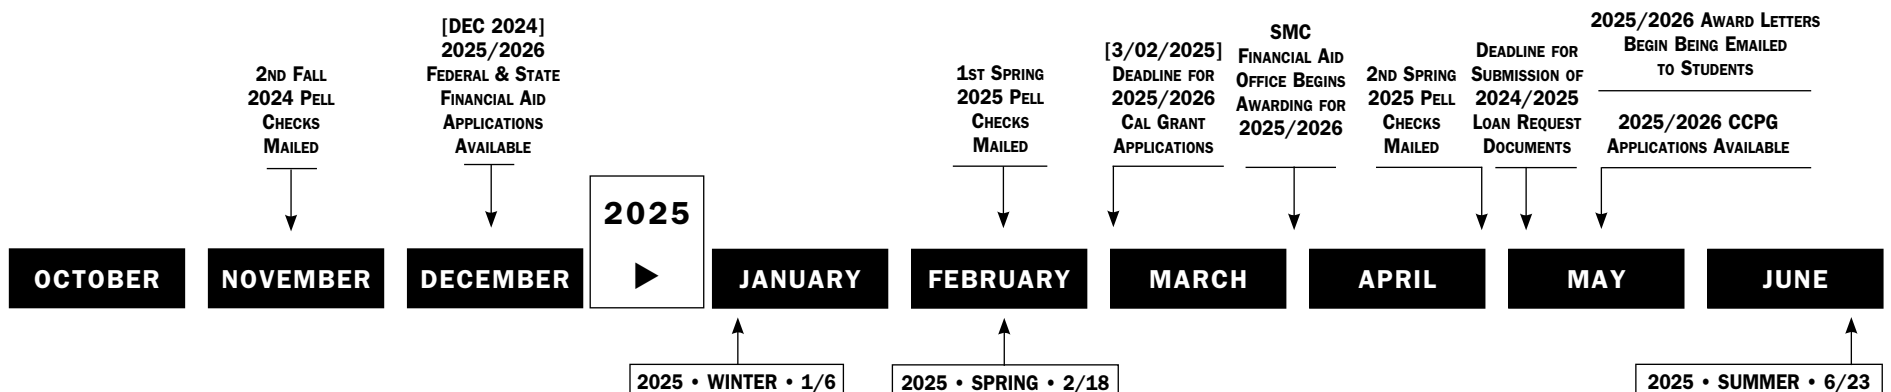 2ND FALL
2024 PELL
CHECKS
MAILED
[DEC 2024]
2025/2026
FEDERAL & STATE
FINANCIAL AID
APPLICATIONS
AVAILABLE
1ST SPRING
2025 PELL
CHECKS
MAILED
[3/02/2025]
DEADLINE FOR
2025/2026
CAL GRANT
APPLICATIONS
SMC
FINANCIAL AID
OFFICE BEGINS
AWARDING FOR
2025/2026
2ND SPRING
2025 PELL
CHECKS
MAILED
DEADLINE FOR
SUBMISSION OF
2024/2025
LOAN REQUEST
DOCUMENTS
2025/2026 AWARD LETTERS
BEGIN BEING EMAILED
TO STUDENTS
2025/2026 CCPG
APPLICATIONS AVAILABLE
OCTOBER
NOVEMBER
DECEMBER
2025
JANUARY
FEBRUARY
MARCH
APRIL
MAY
JUNE
2025 • WINTER • 1/6
2025 • SPRING • 2/18
2025 • SUMMER • 6/23